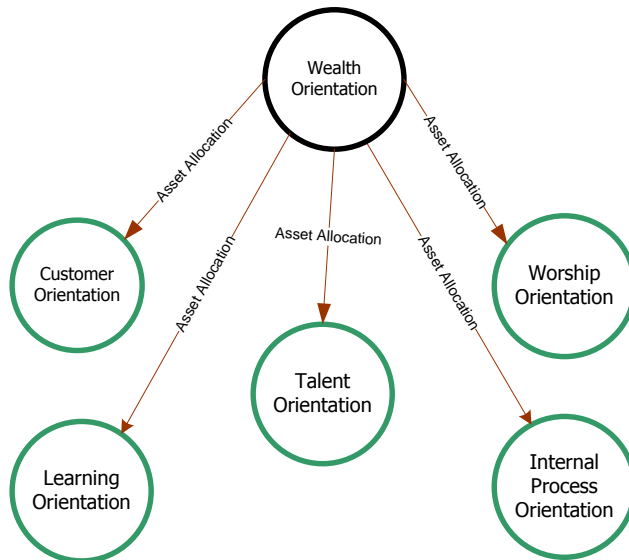 Wealth
Orientation
Asset Allocation
Asset Allocation
Asset Allocation
Asset Allocation
Asset Allocation
Customer
Orientation
Worship
Orientation
Talent
Orientation
Learning
Orientation
Internal
Process
Orientation